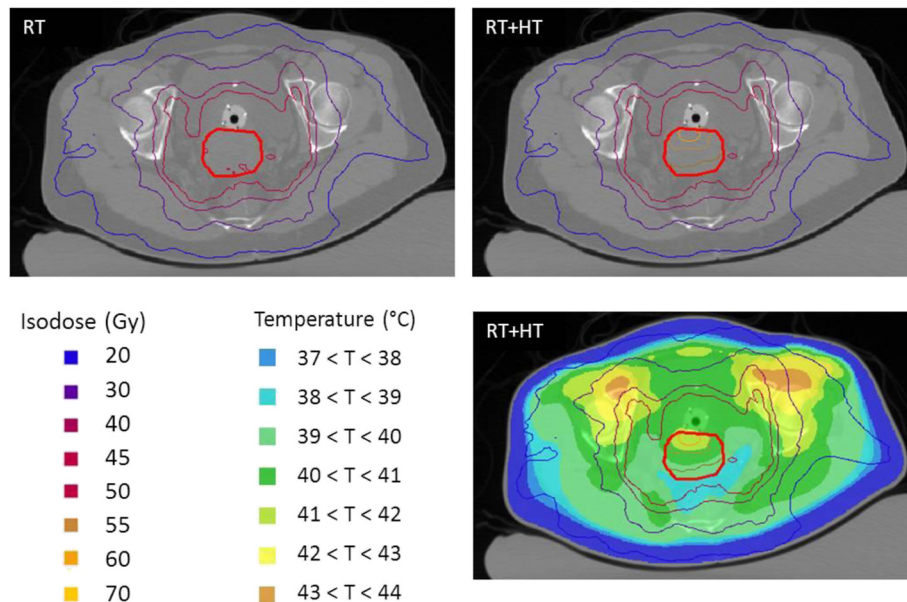 RT
RT+HT
Isodose (Gy)
20
30
40
45
50
55
60
70
Temperature (°C)
37 < T < 38
38 < T < 39
39 < T < 40
40 < T < 41
41 < T < 42
42 < T < 43
43 < T < 44
RT+HT